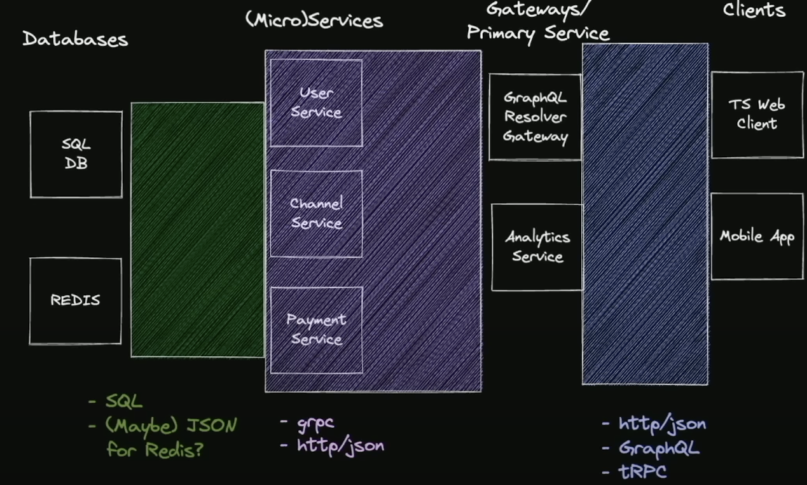 Databases
(Micro)Services
Gateways/
Primary Service
Clients
SQL
DB
REDIS
User
Service
Channel
Service
Payment
Service
GraphQL
Resolver
Gateway
Analytics
Service
TS Web
Client
Mobile App
- SQL
- (Maybe) JSON
for Redis?
- grpc
- http/json
- http/json
- GraphQL
- tRPC